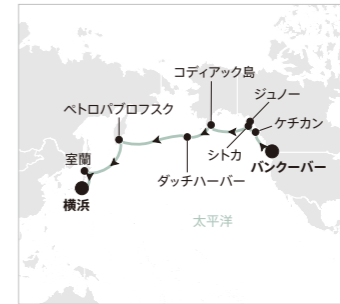 コディアック島
ジュノー
ペトロパブロフスク
ケチカン
室蘭
シトカ
バンクーバー
横浜
ダッチハーバー
太平洋